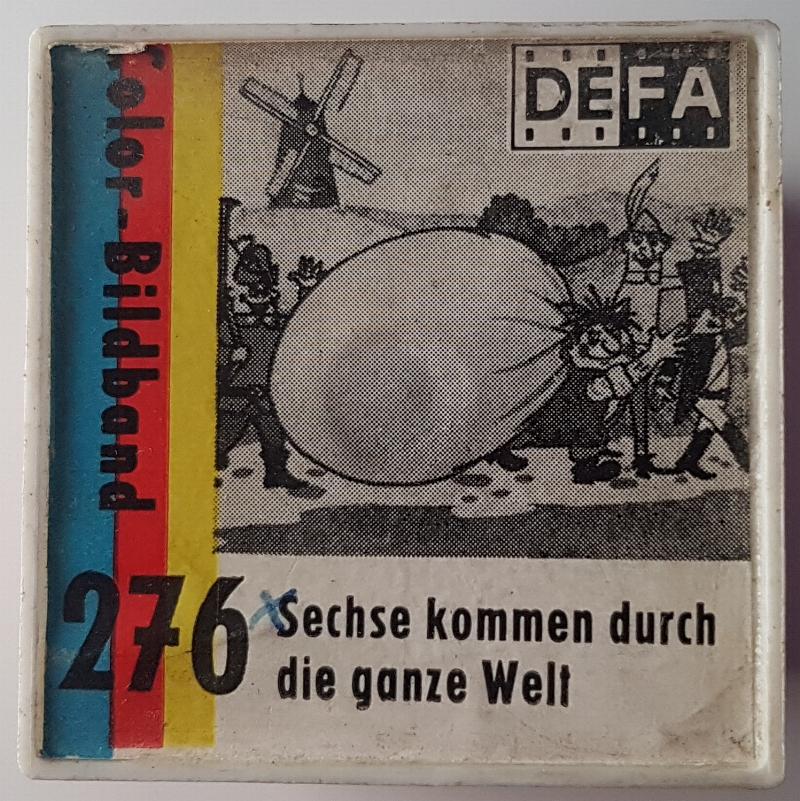 DEFA
Color-Bildband
276
Sechse kommen durch
die ganze Welt